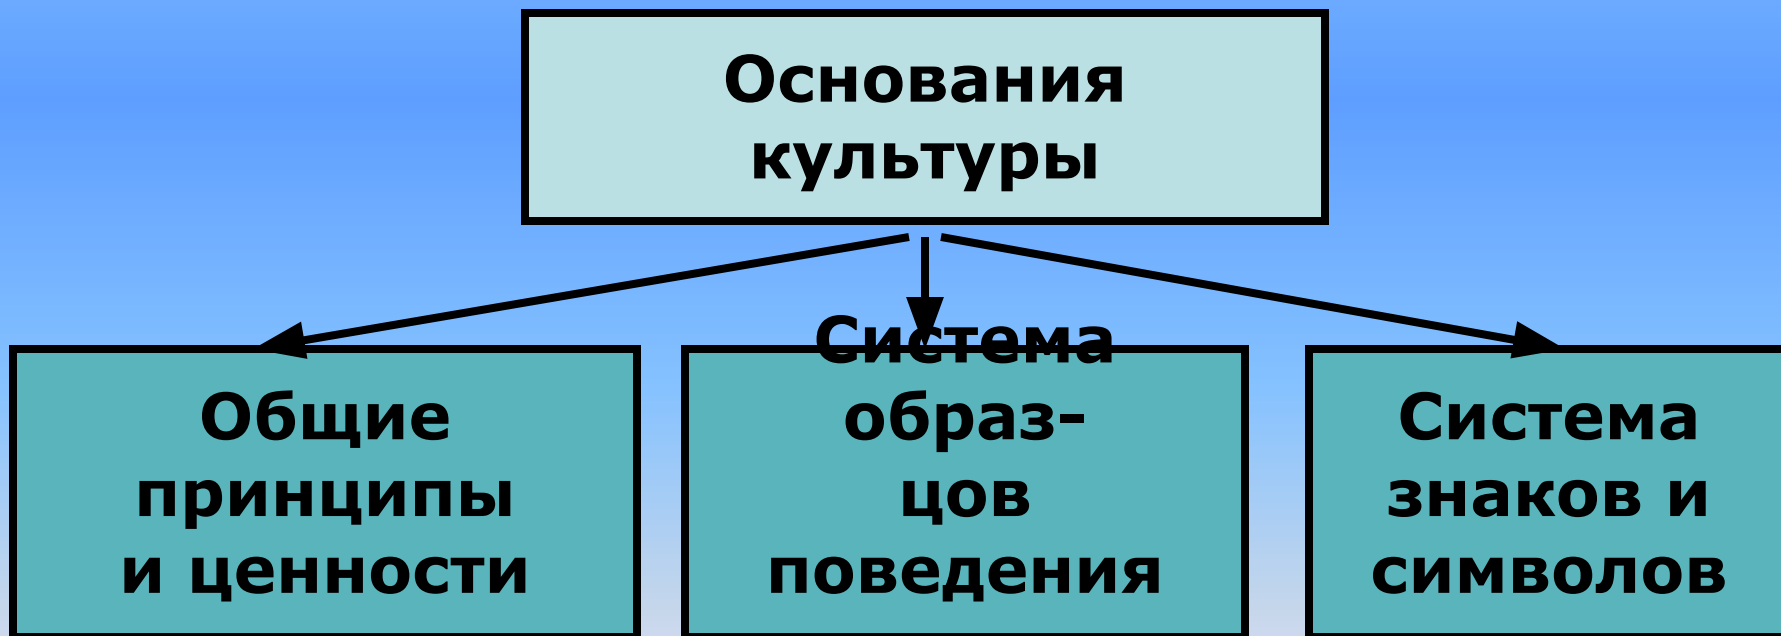 Основания
культуры
Общие
принципы
и ценности
Система
образ-
цов
поведения
Система
знаков и
символов